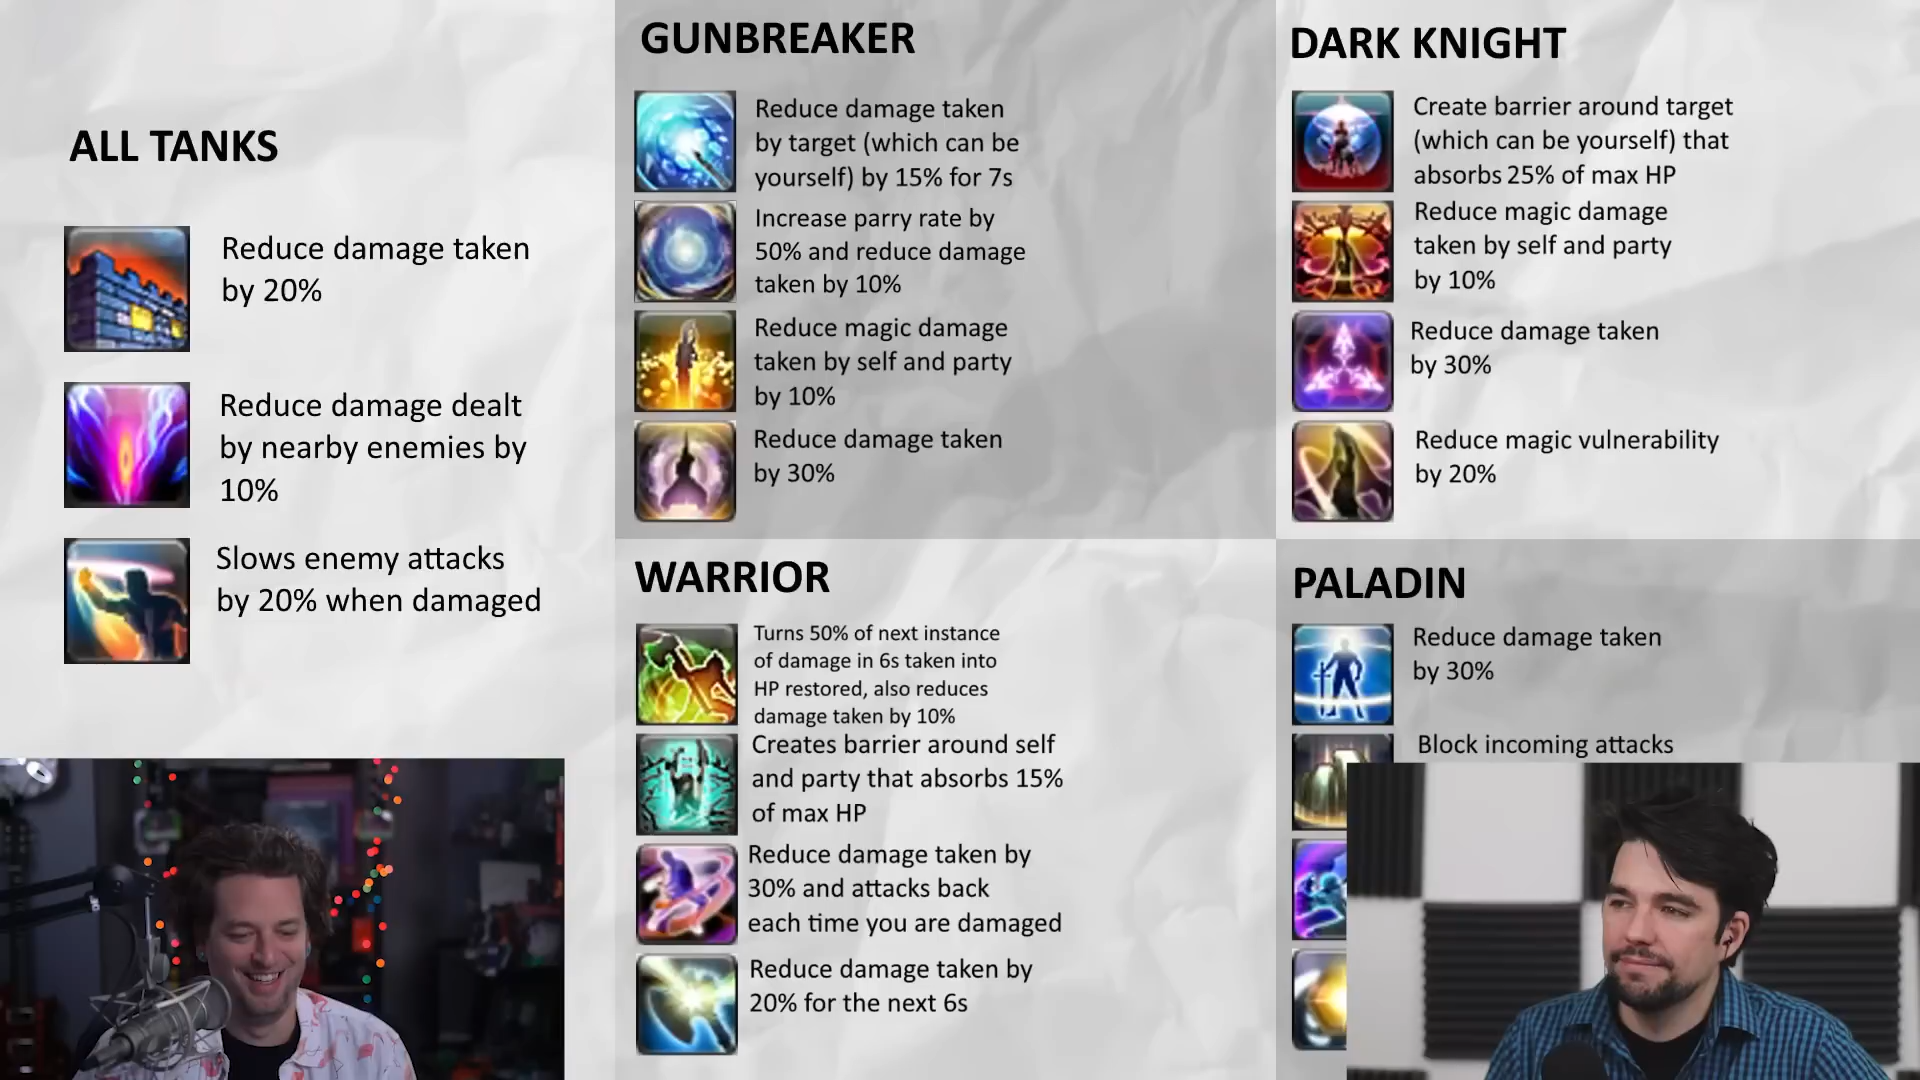 ALL TANKS
Reduce damage taken
by 20%
Reduce damage dealt
by nearby enemies by
10%
Slows enemy attacks
by 20% when damaged
GUNBREAKER
Reduce damage taken
by target (which can be
yourself) by 15% for 7s
Increase parry rate by
50% and reduce damage
taken by 10%
Reduce magic damage
taken by self and party
by 10%
Reduce damage taken
by 30%
DARK KNIGHT
Create barrier around target
(which can be yourself) that
absorbs 25% of max HP
Reduce magic damage
taken by self and party
by 10%
Reduce damage taken
by 30%
Reduce magic vulnerability
by 20%
WARRIOR
Turns 50% of next instance
of damage in 6s taken into
HP restored, also reduces
damage taken by 10%
Creates barrier around self
and party that absorbs 15%
of max HP
Reduce damage taken by
30% and attacks back
each time you are damaged
Reduce damage taken by
20% for the next 6s
PALADIN
Reduce damage taken
by 30%
Block incoming attacks